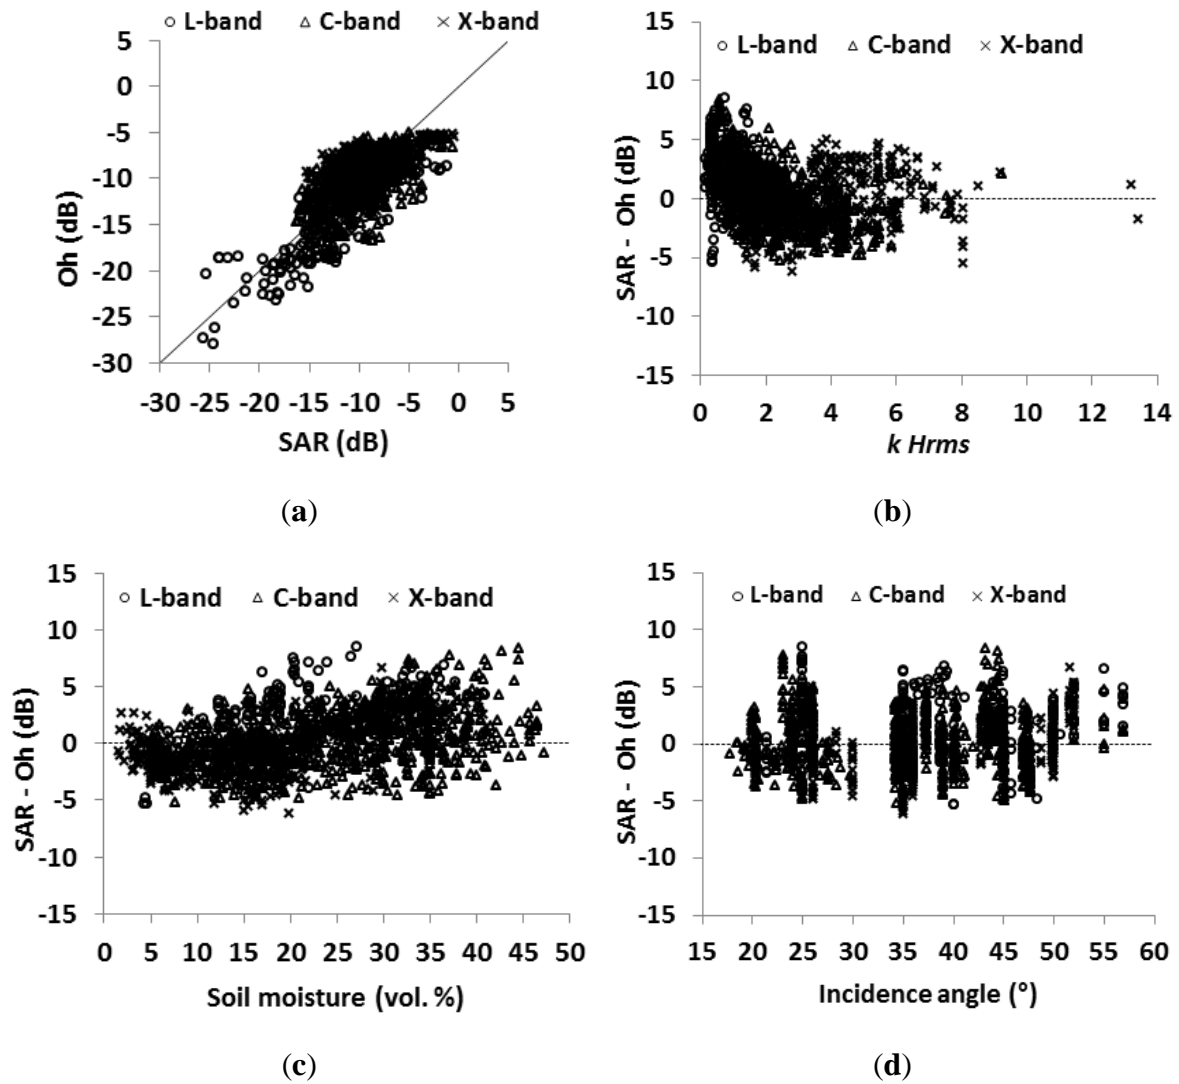 L-band C-band X-band
5
0
-5
-10
-15
-20
-25
-30
Oh (dB)
-30 -25 -20 -15 -10 -5 0 5
SAR (dB)
(a)
15
10
5
0
-5
-10
-15
SAR - Oh (dB)
L-band C-band X-band
0 2 4 6 8 10 12 14
k Hrms
(b)
15
10
5
0
-5
-10
-15
SAR - Oh (dB)
L-band C-band X-band
0 5 10 15 20 25 30 35 40 45 50
Soil moisture (vol. %)
(c)
15
10
5
0
-5
-10
-15
SAR - Oh (dB)
L-band C-band X-band
15 20 25 30 35 40 45 50 55 60
Incidence angle (°)
(d)